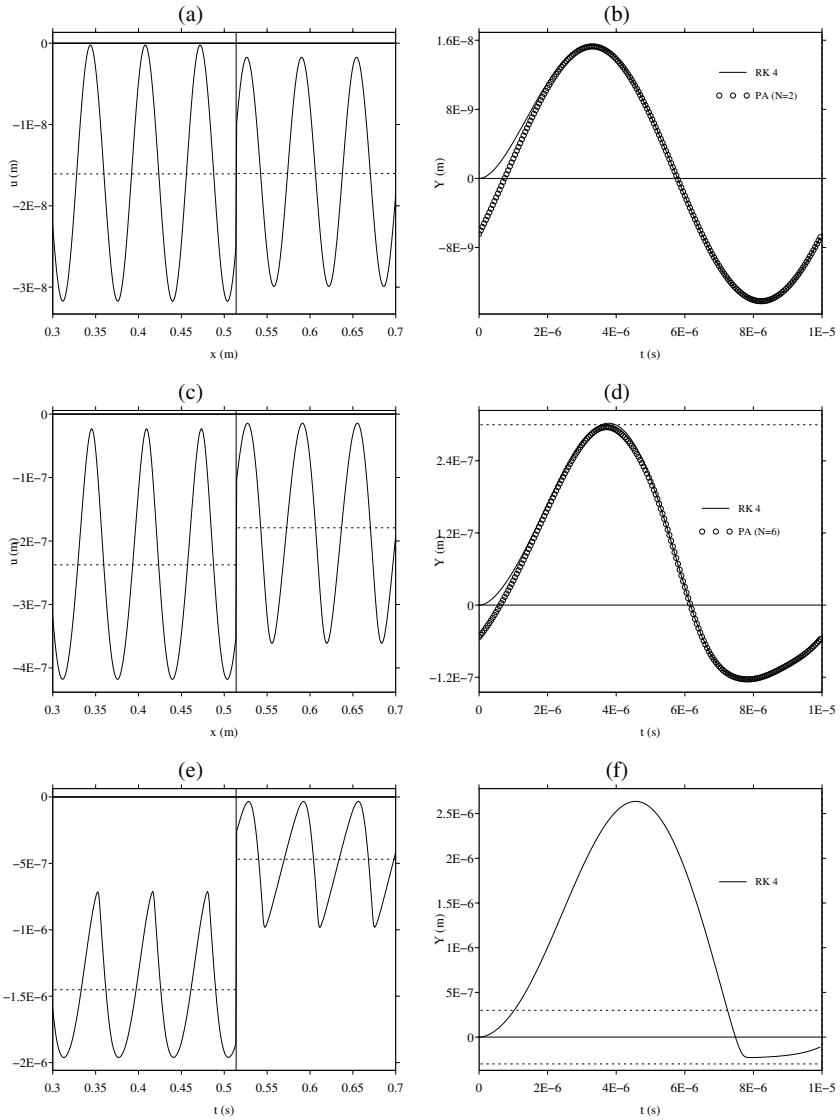 (a)
0
−1E−8
u (m)
−2E−8
−3E−8
0.3 0.35 0.4 0.45 0.5 0.55 0.6 0.65 0.7
x (m)
(b)
1.6E−8
8E−9
Y (m)
0
−8E−9
RK 4
PA (N=2)
0 2E−6 4E−6 6E−6 8E−6 1E−5
t (s)
(c)
0
−1E−7
−2E−7
u (m)
−3E−7
−4E−7
0.3 0.35 0.4 0.45 0.5 0.55 0.6 0.65 0.7
x (m)
(d)
2.4E−7
1.2E−7
Y (m)
0
−1.2E−7
RK 4
PA (N=6)
0 2E−6 4E−6 6E−6 8E−6 1E−5
t (s)
(e)
0
−5E−7
−1E−6
u (m)
−1.5E−6
−2E−6
0.3 0.35 0.4 0.45 0.5 0.55 0.6 0.65 0.7
t (s)
(f)
2.5E−6
2E−6
1.5E−6
Y (m)
1E−6
5E−7
0
RK 4
0 2E−6 4E−6 6E−6 8E−6 1E−5
t (s)